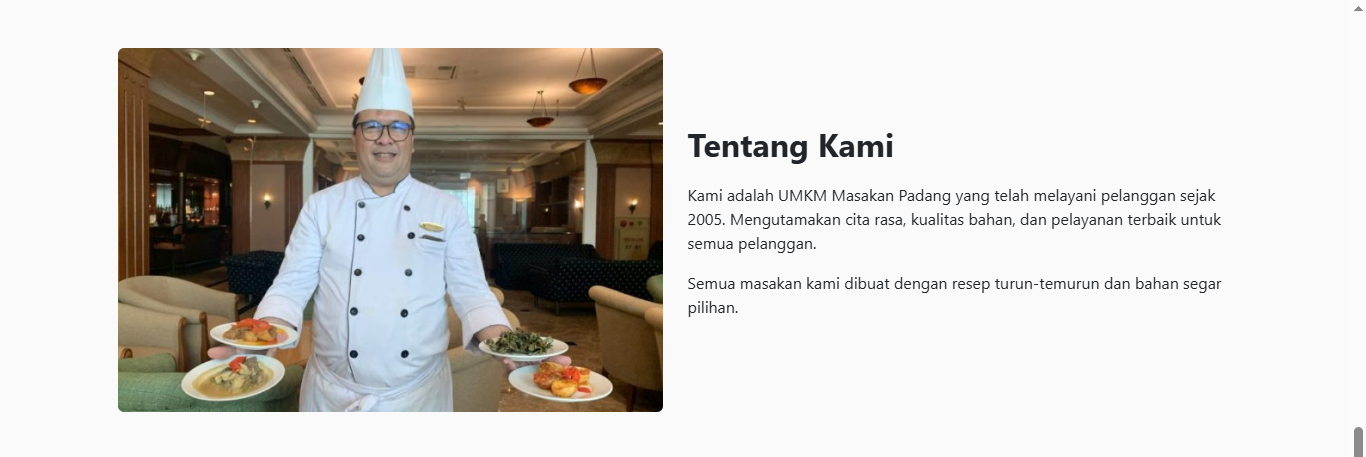 Tentang Kami
Kami adalah UMKM Masakan Padang yang telah melayani pelanggan sejak
2005. Mengutamakan cita rasa, kualitas bahan, dan pelayanan terbaik untuk
semua pelanggan.
Semua masakan kami dibuat dengan resep turun-temurun dan bahan segar
pilihan.